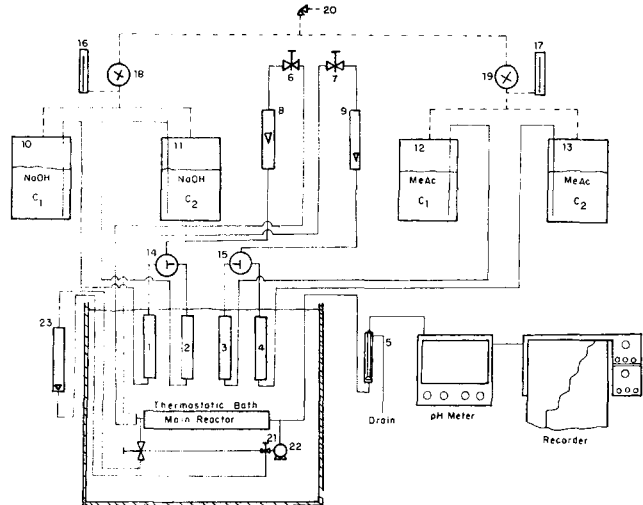 20
16
17
18
19
6
7
8
9
10
NaOH
C1
11
NaOH
C2
12
MeAc
C1
13
MeAc
C2
14
15
23
1
2
3
4
5
Thermostatic Bath
Main Reactor
21
22
Drain
pH Meter
Recorder